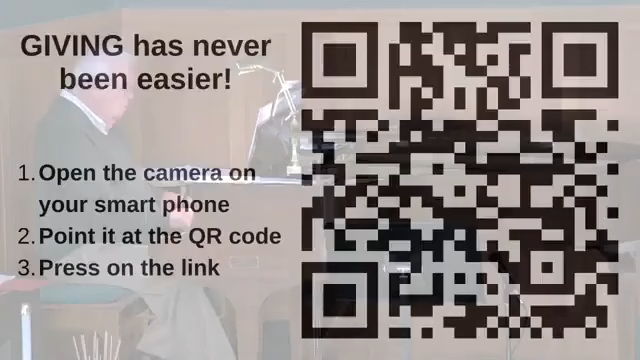 GIVING has never
been easier!
1. Open the camera on
your smart phone
2. Point it at the QR code
3. Press on the link